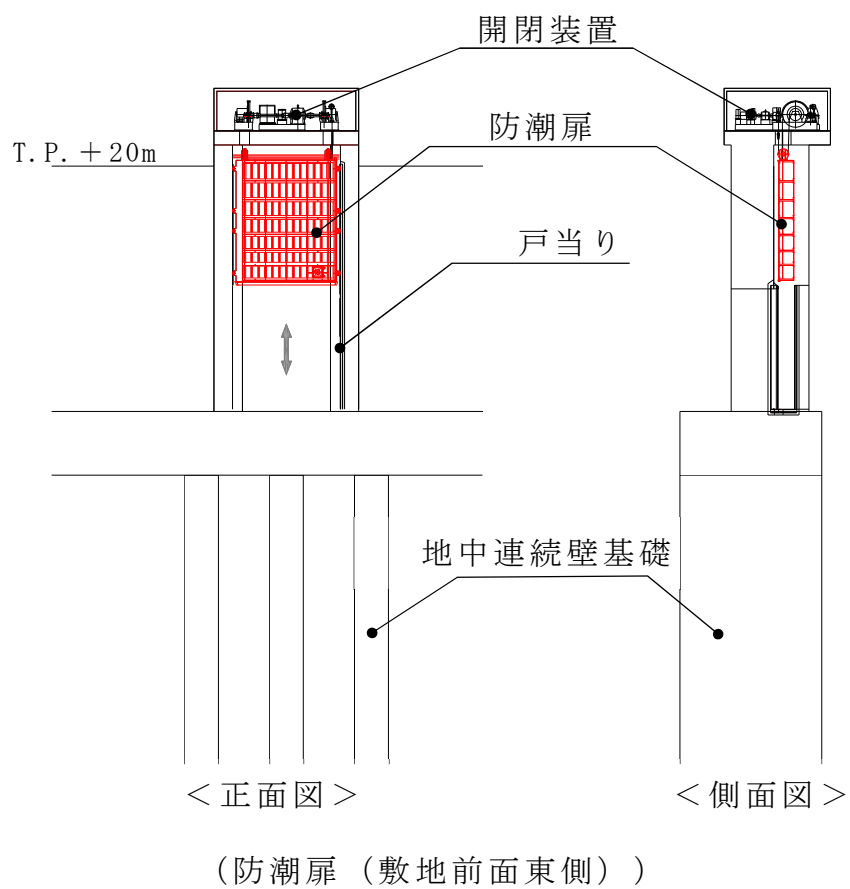 開閉装置
防潮扉
T.P.＋20m
戸当り
地中連続壁基礎
＜正面図＞
＜側面図＞
(防潮扉（敷地前面東側）)